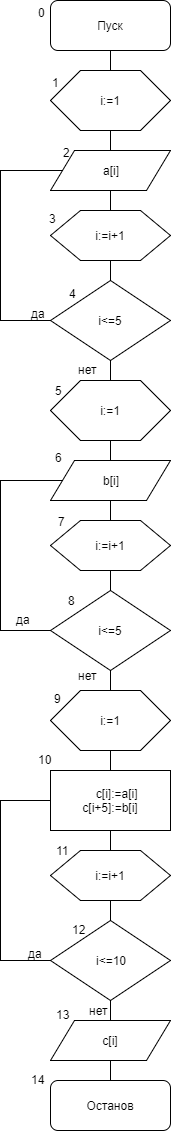 0
Пуск
1
i:=1
2
a[i]
3
i:=i+1
4
i<=5
да
нет
5
i:=1
6
b[i]
7
i:=i+1
8
i<=5
да
нет
9
i:=1
10
c[i]:=a[i]
c[i+5]:=b[i]
11
i:=i+1
12
i<=10
да
нет
13
c[i]
14
Останов